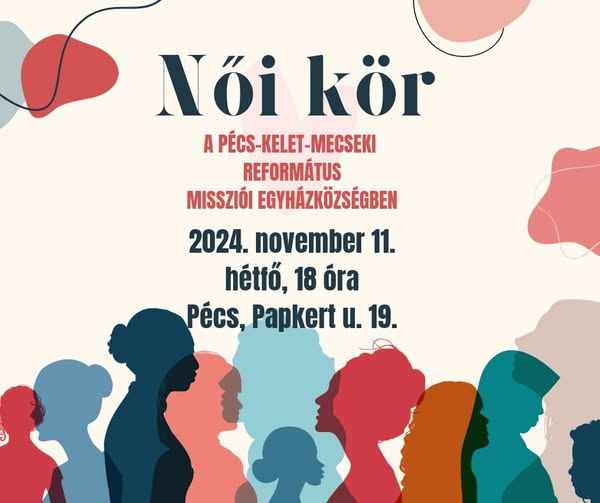 Női kör
A PÉCS-KELET-MECSEKI
REFORMÁTUS
MISSZIÓI EGYHÁZKÖZSÉGBEN
2024. november 11.
hétfő, 18 óra
Pécs, Papkert u. 19.